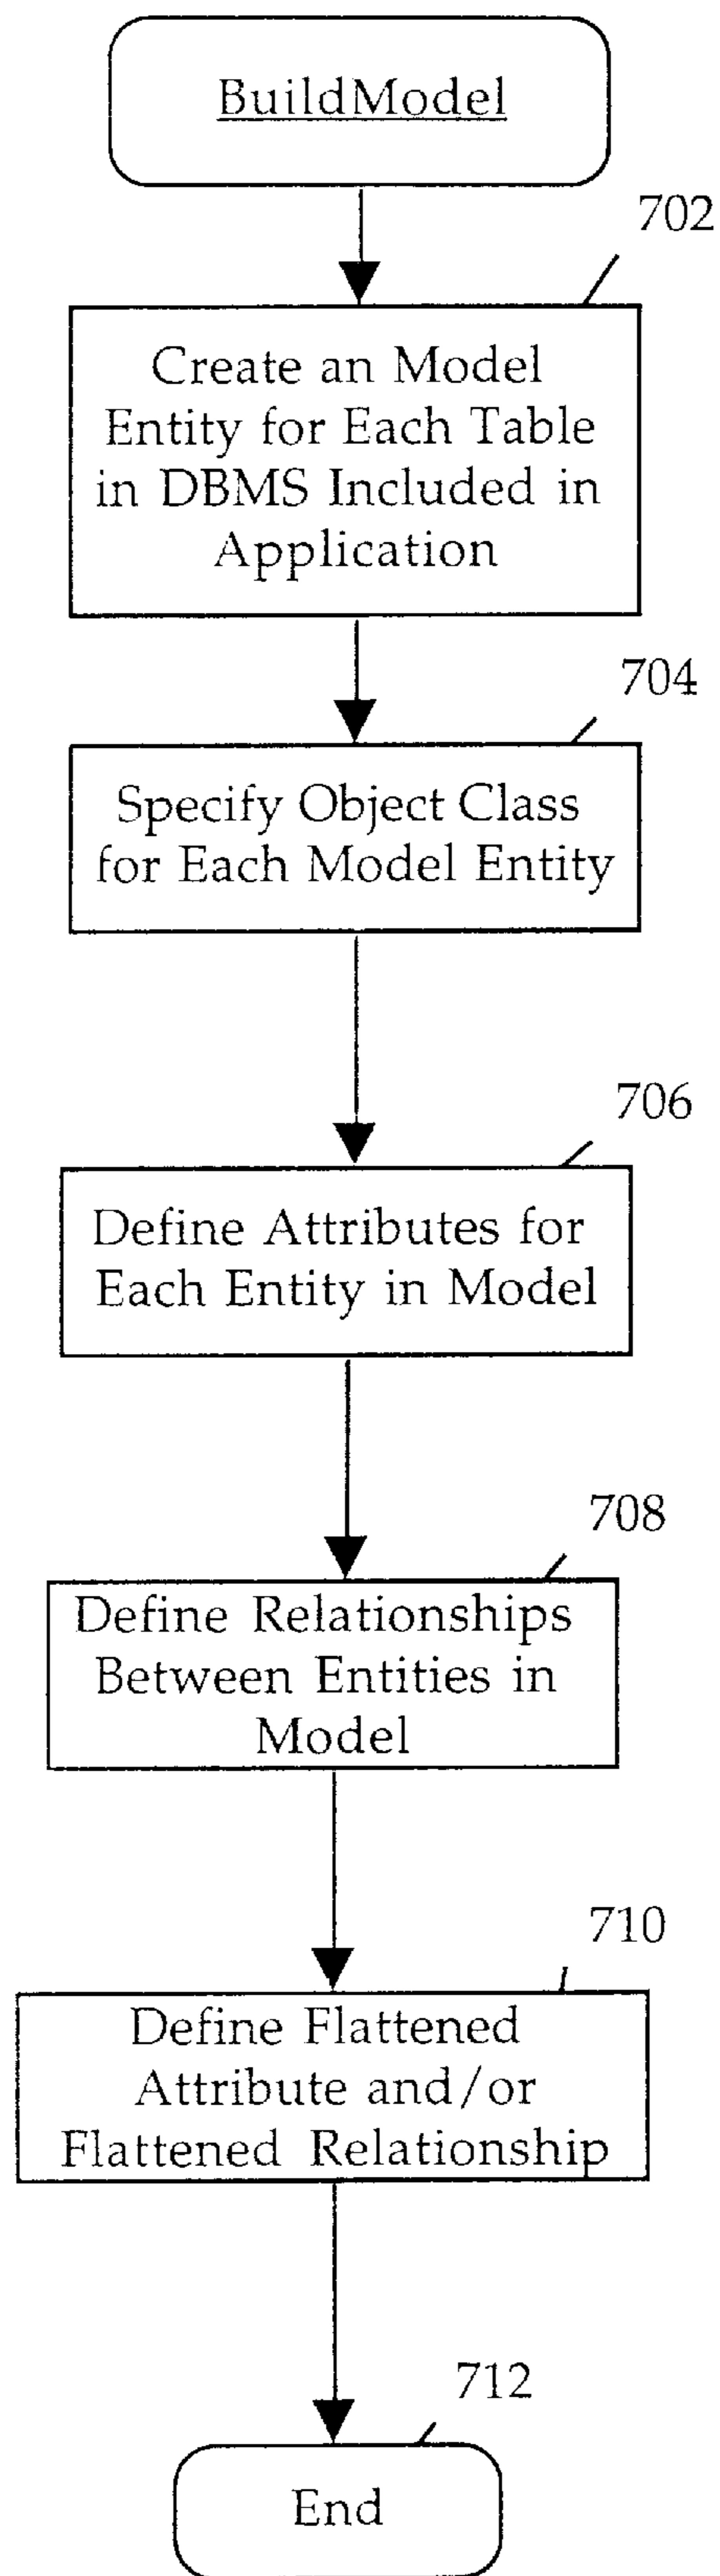 BuildModel
702
Create an Model
Entity for Each Table
in DBMS Included in
Application
704
Specify Object Class
for Each Model Entity
706
Define Attributes for
Each Entity in Model
708
Define Relationships
Between Entities in
Model
710
Define Flattened
Attribute and/or
Flattened Relationship
712
End